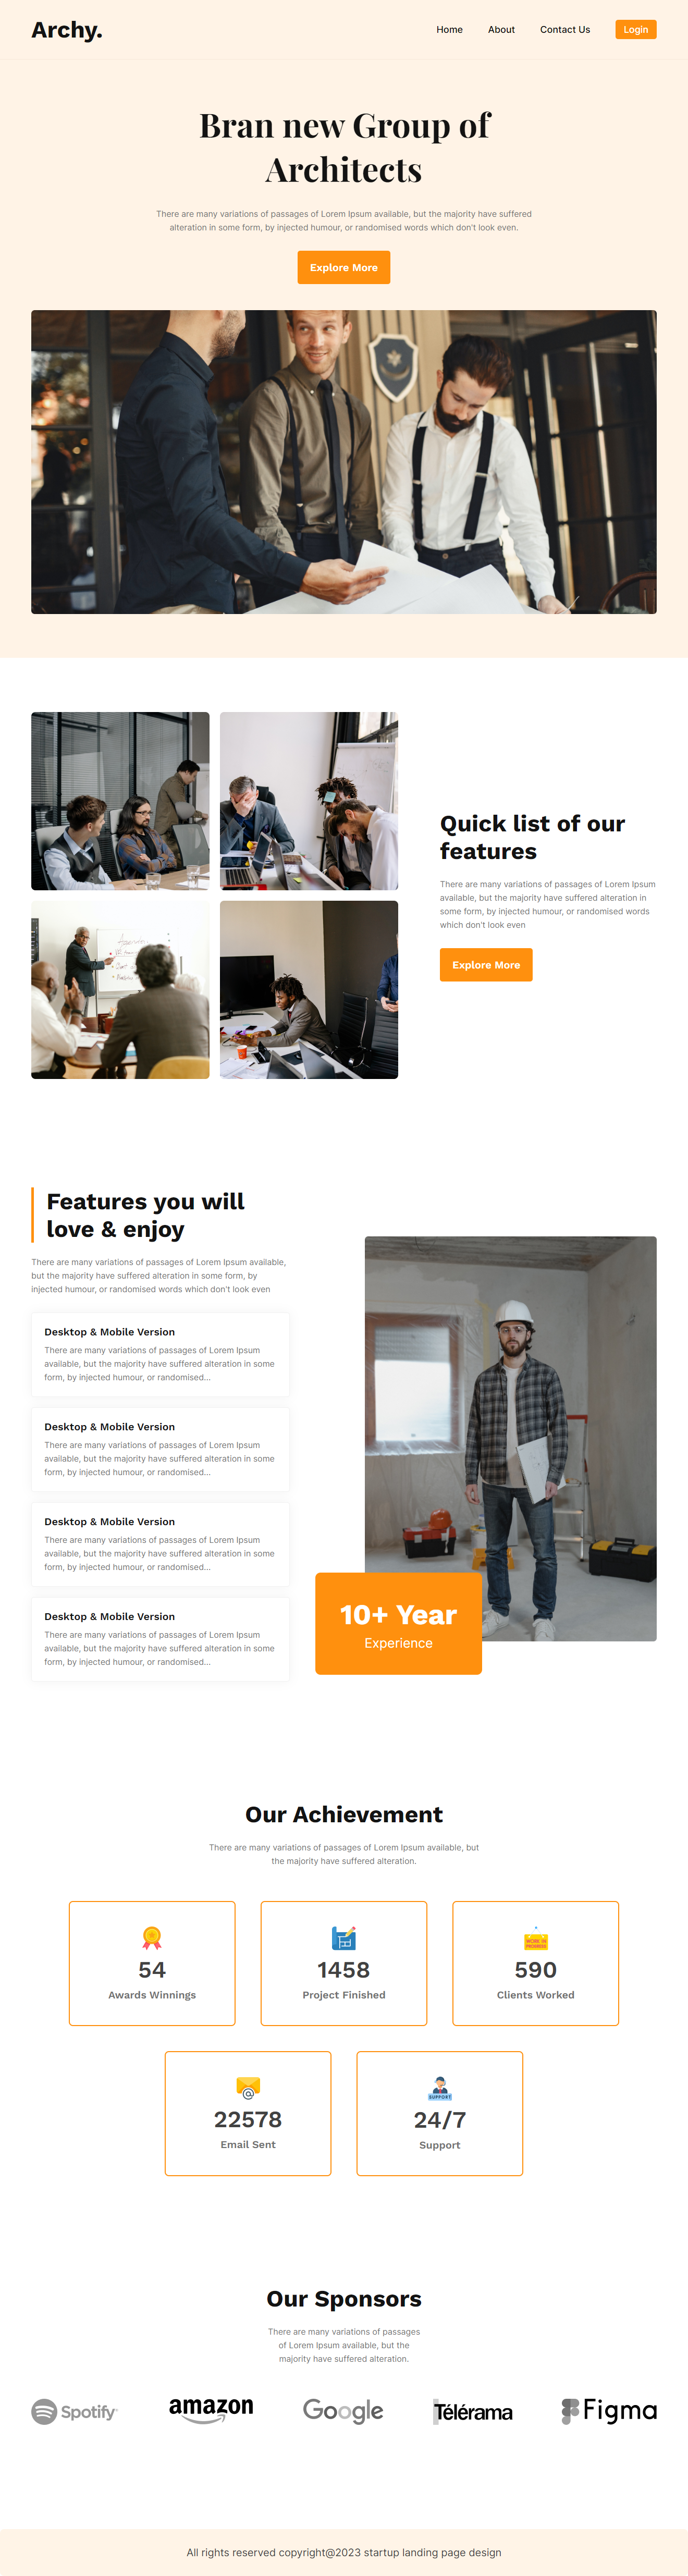 Archy.
Home About Contact Us Login
Bran new Group of
Architects
There are many variations of passages of Lorem Ipsum available, but the majority have suffered
alteration in some form, by injected humour, or randomised words which don't look even.
Explore More
Quick list of our
features
There are many variations of passages of Lorem Ipsum
available, but the majority have suffered alteration in
some form, by injected humour, or randomised words
which don't look even
Explore More
Features you will
love & enjoy
There are many variations of passages of Lorem Ipsum available,
but the majority have suffered alteration in some form, by
injected humour, or randomised words which don't look even
Desktop & Mobile Version
There are many variations of passages of Lorem Ipsum
available, but the majority have suffered alteration in some
form, by injected humour, or randomised...
Desktop & Mobile Version
There are many variations of passages of Lorem Ipsum
available, but the majority have suffered alteration in some
form, by injected humour, or randomised...
Desktop & Mobile Version
There are many variations of passages of Lorem Ipsum
available, but the majority have suffered alteration in some
form, by injected humour, or randomised...
Desktop & Mobile Version
There are many variations of passages of Lorem Ipsum
available, but the majority have suffered alteration in some
form, by injected humour, or randomised...
10+ Year
Experience
Our Achievement
There are many variations of passages of Lorem Ipsum available, but
the majority have suffered alteration.
54
Awards Winnings
1458
Project Finished
WORK IN
PROGRESS
590
Clients Worked
22578
Email Sent
SUPPORT
24/7
Support
Our Sponsors
There are many variations of passages
of Lorem Ipsum available, but the
majority have suffered alteration.
Spotify amazon Google Télérama Figma
All rights reserved copyright@2023 startup landing page design